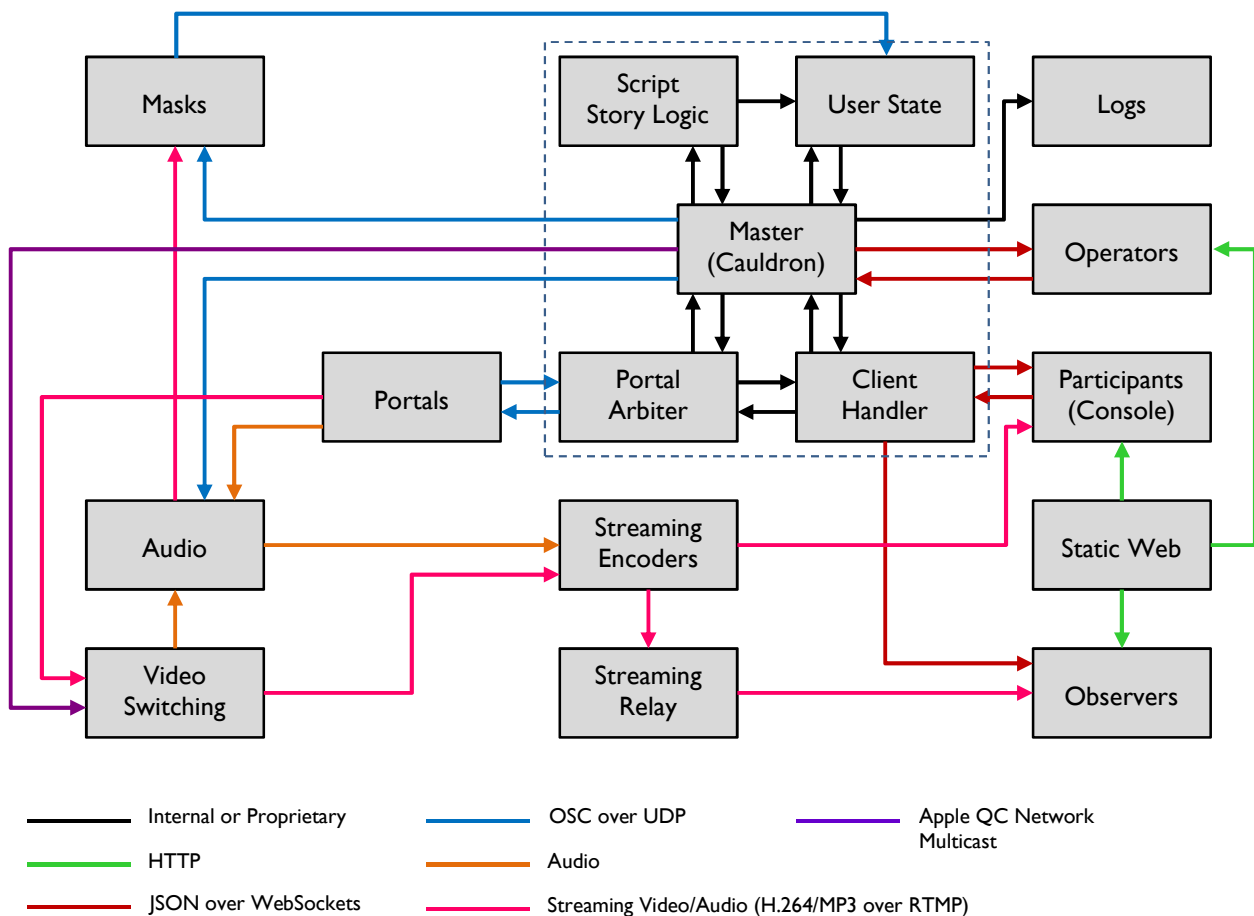 Masks
Script
Story Logic
User State
Logs
Master
(Cauldron)
Operators
Portals
Portal
Arbiter
Client
Handler
Participants
(Console)
Audio
Streaming
Encoders
Static Web
Video
Switching
Streaming
Relay
Observers
Internal or Proprietary
OSC over UDP
Apple QC Network
Multicast
HTTP
Audio
JSON over WebSockets
Streaming Video/Audio (H.264/MP3 over RTMP)